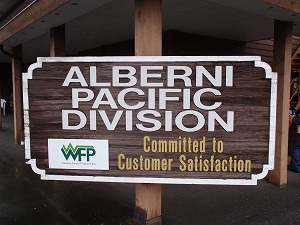 ALBERNI
PACIFIC
DIVISION
WFP
Committed to
Customer Satisfaction